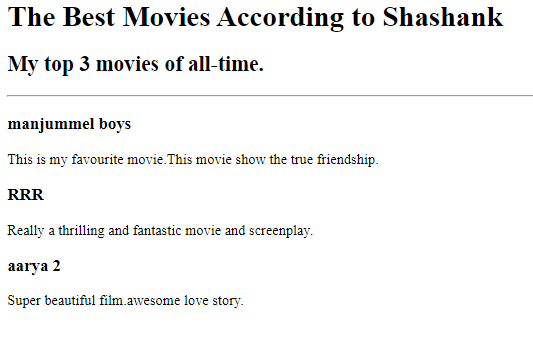 The Best Movies According to Shashank
My top 3 movies of all-time.
manjummel boys
This is my favourite movie.This movie show the true friendship.
RRR
Really a thrilling and fantastic movie and screenplay.
aarya 2
Super beautiful film.awesome love story.